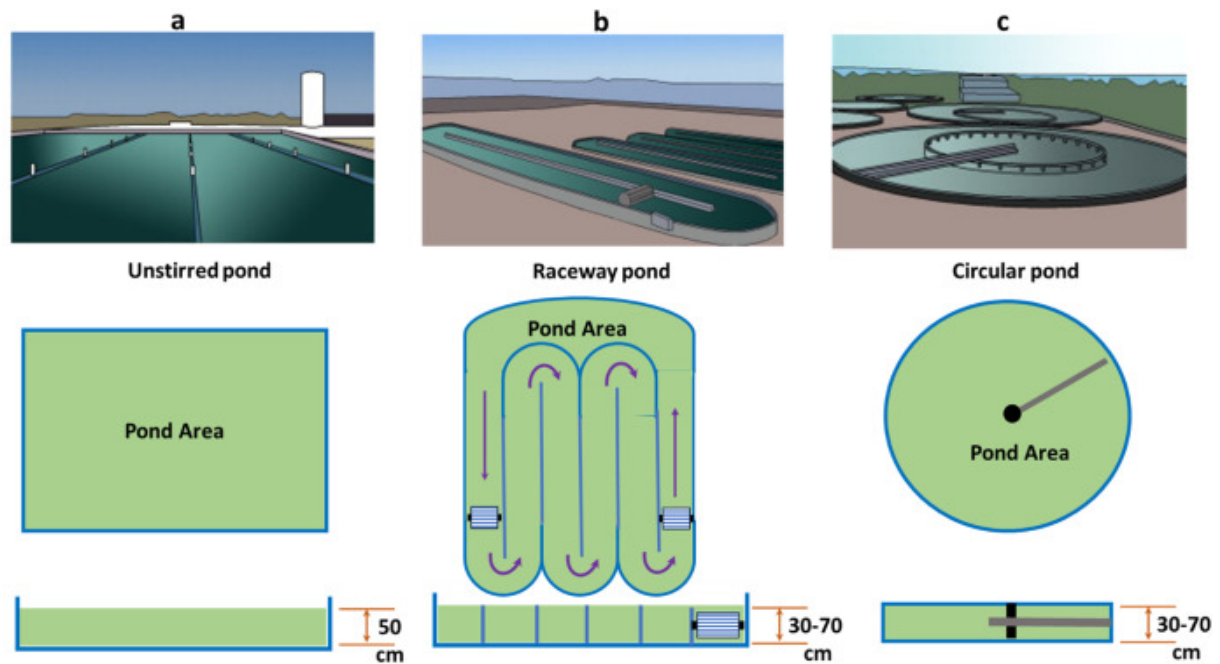 a
b
c
Unstirred pond
Raceway pond
Circular pond
Pond Area
Pond Area
Pond Area
50
cm
30-70
cm
30-70
cm